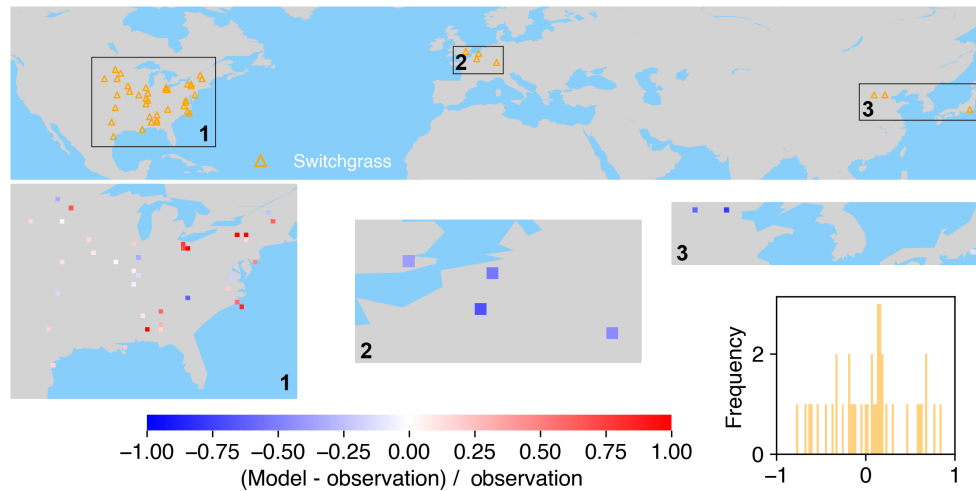 2
3
1
Switchgrass
3
2
1
Frequency
2
0
−1 0 1
−1.00 −0.75 −0.50 −0.25 0.00 0.25 0.50 0.75 1.00
(Model - observation) / observation